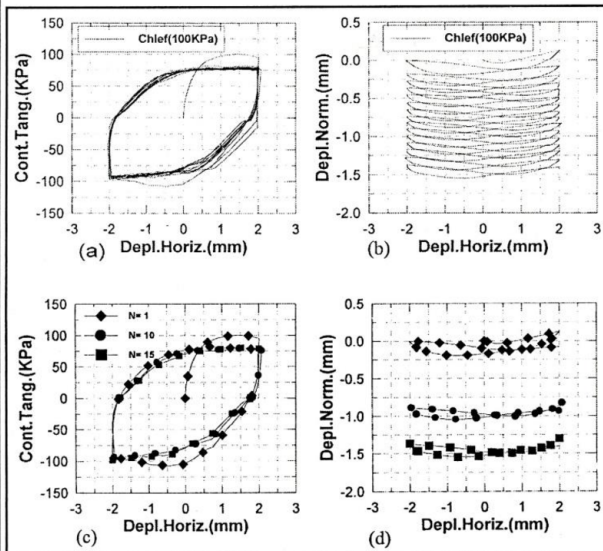 Chlef(100KPa)
Cont.Tang.(KPa)
150
100
50
0
-50
-100
-150
-3 -2 -1 0 1 2 3
(a)
Depl.Horiz.(mm)
Chlef(100KPa)
Depl.Norm.(mm)
0.5
0.0
-0.5
-1.0
-1.5
-2.0
-3 -2 -1 0 1 2 3
(b)
Depl.Horiz.(mm)
N= 1
N= 10
N= 15
Cont.Tang.(KPa)
150
100
50
0
-50
-100
-150
-3 -2 -1 0 1 2 3
(c)
Depl.Horiz.(mm)
Depl.Norm.(mm)
0.5
0.0
-0.5
-1.0
-1.5
-2.0
-3 -2 -1 0 1 2 3
(d)
Depl.Horiz.(mm)